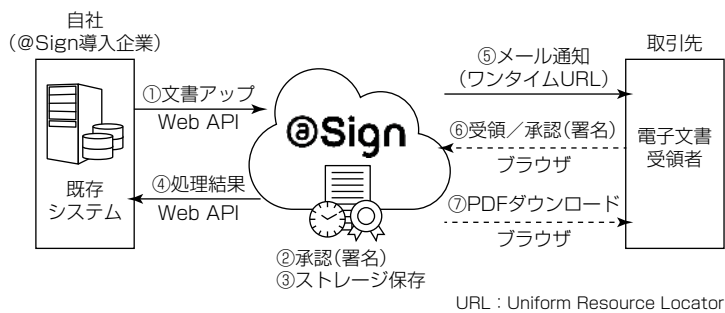 自社
(@Sign導入企業)
既存
システム
①文書アップ
Web API
④処理結果
Web API
@Sign
②承認(署名)
③ストレージ保存
⑤メール通知
(ワンタイムURL)
⑥受領／承認(署名)
ブラウザ
⑦PDFダウンロード
ブラウザ
取引先
電子文書
受領者
URL：Uniform Resource Locator